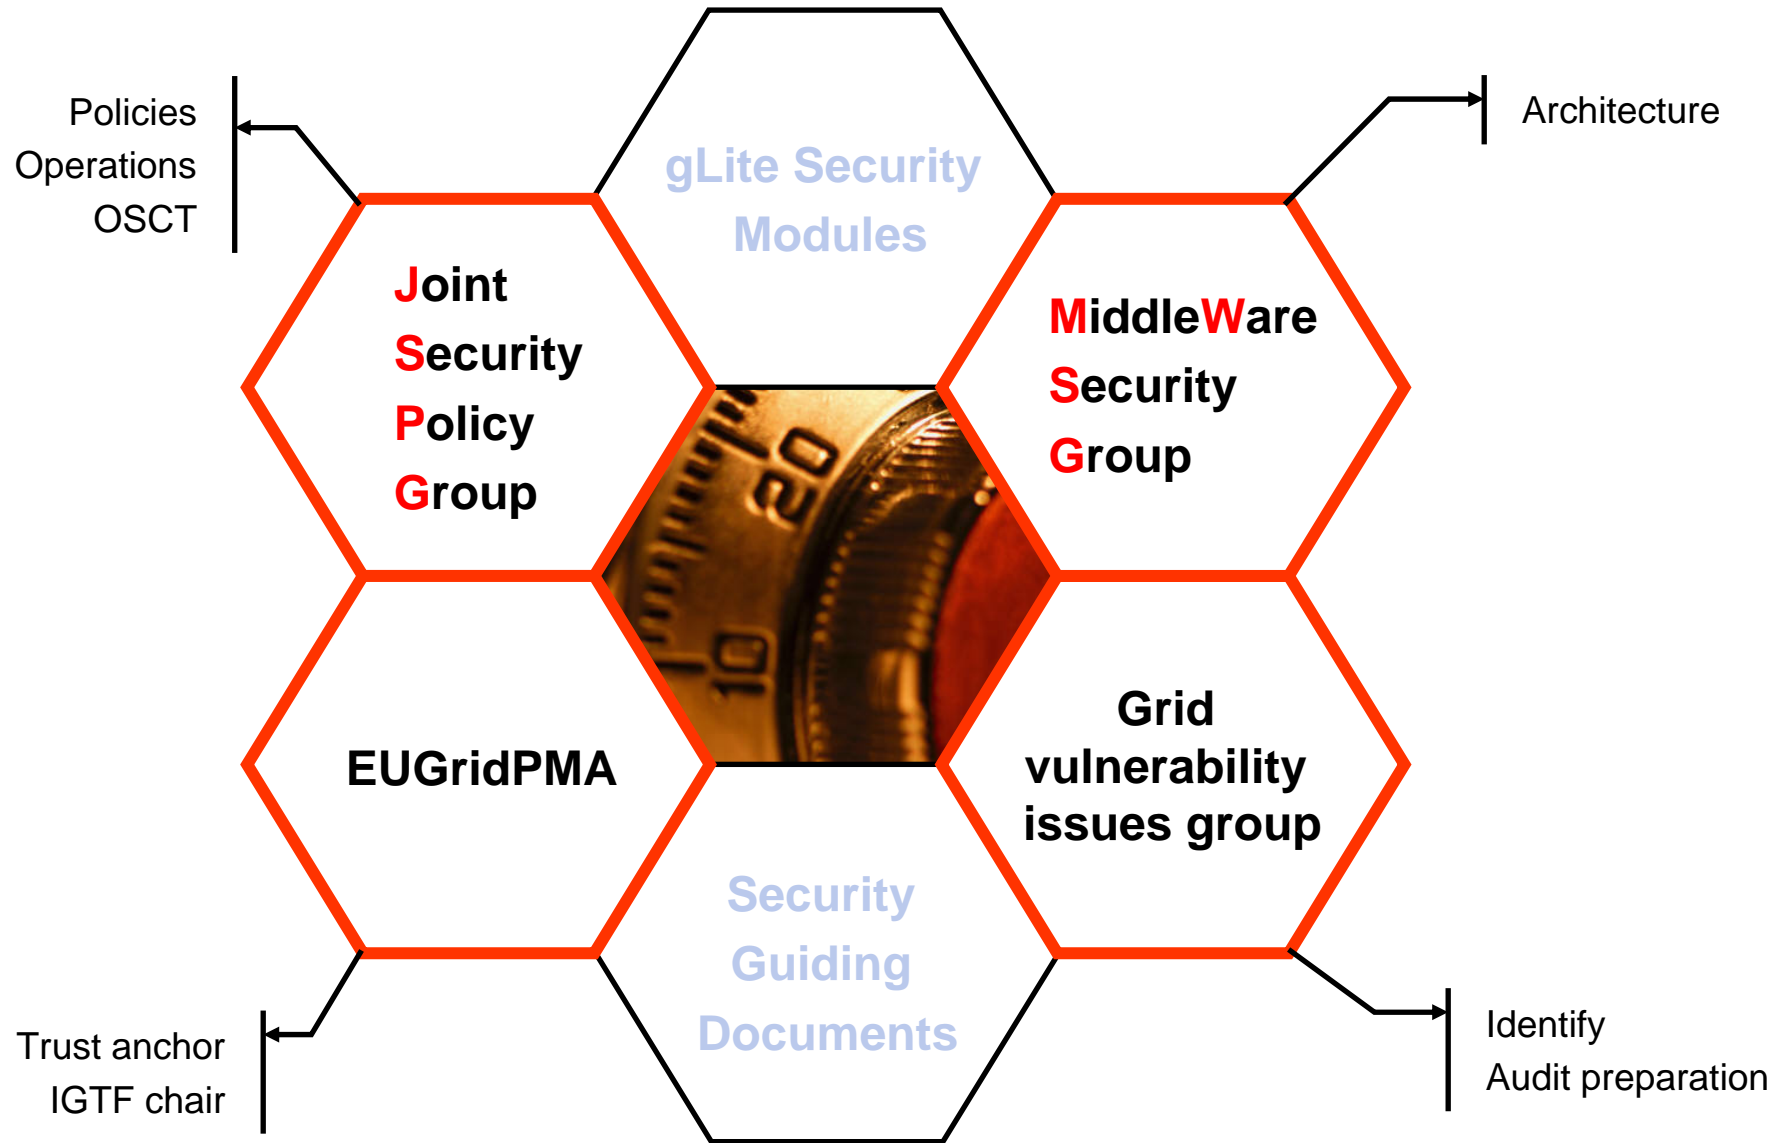 Policies
Operations
OSCT
gLite Security
Modules
Architecture
Joint
Security
Policy
Group
MiddleWare
Security
Group
20
10
EUGridPMA
Grid
vulnerability
issues group
Security
Guiding
Documents
Trust anchor
IGTF chair
Identify
Audit preparation